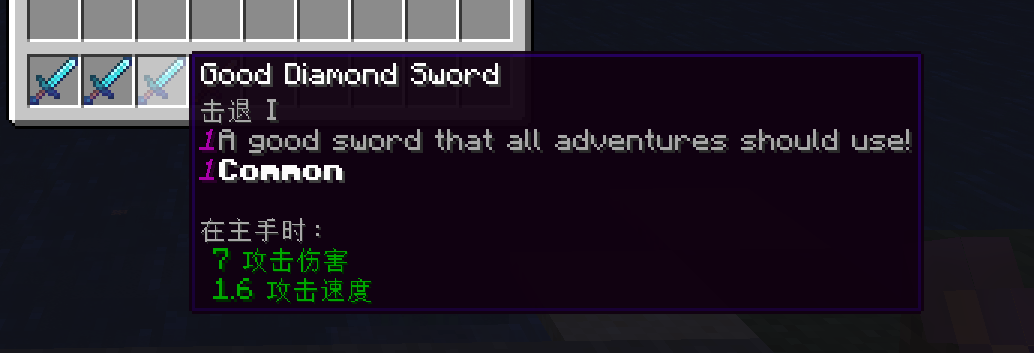 Good Diamond Sword
击退 I
1A good sword that all adventures should use!
1Common
在主手时:
7 攻击伤害
1.6 攻击速度